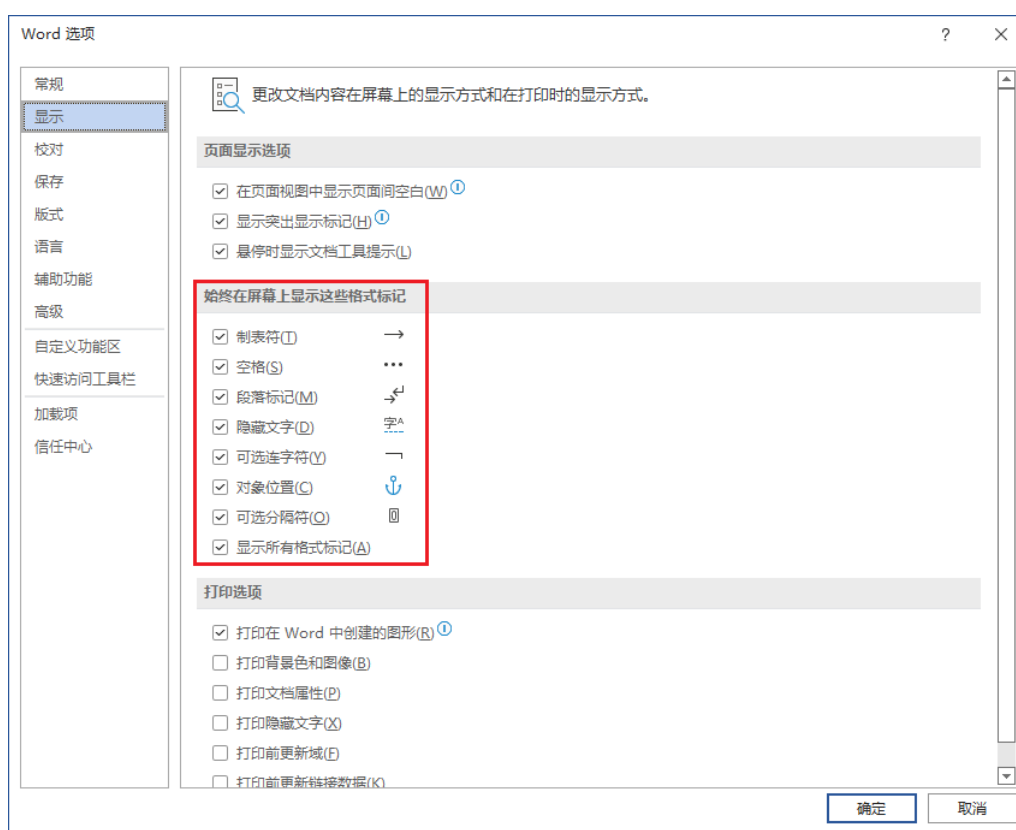 Word 选项
常规
显示
校对
保存
版式
语言
辅助功能
高级
自定义功能区
快速访问工具栏
加载项
信任中心
更改文档内容在屏幕上的显示方式和在打印时的显示方式。
页面显示选项
在页面视图中显示页面间空白(W)
显示突出显示标记(H)
悬停时显示文档工具提示(L)
始终在屏幕上显示这些格式标记
制表符(T)
空格(S)
段落标记(M)
隐藏文字(D) 字A
可选连字符(Y)
对象位置(C)
可选分隔符(O)
显示所有格式标记(A)
打印选项
打印在 Word 中创建的图形(R)
打印背景色和图像(B)
打印文档属性(P)
打印隐藏文字(X)
打印前更新域(F)
打印前更新链接数据(K)
确定 取消